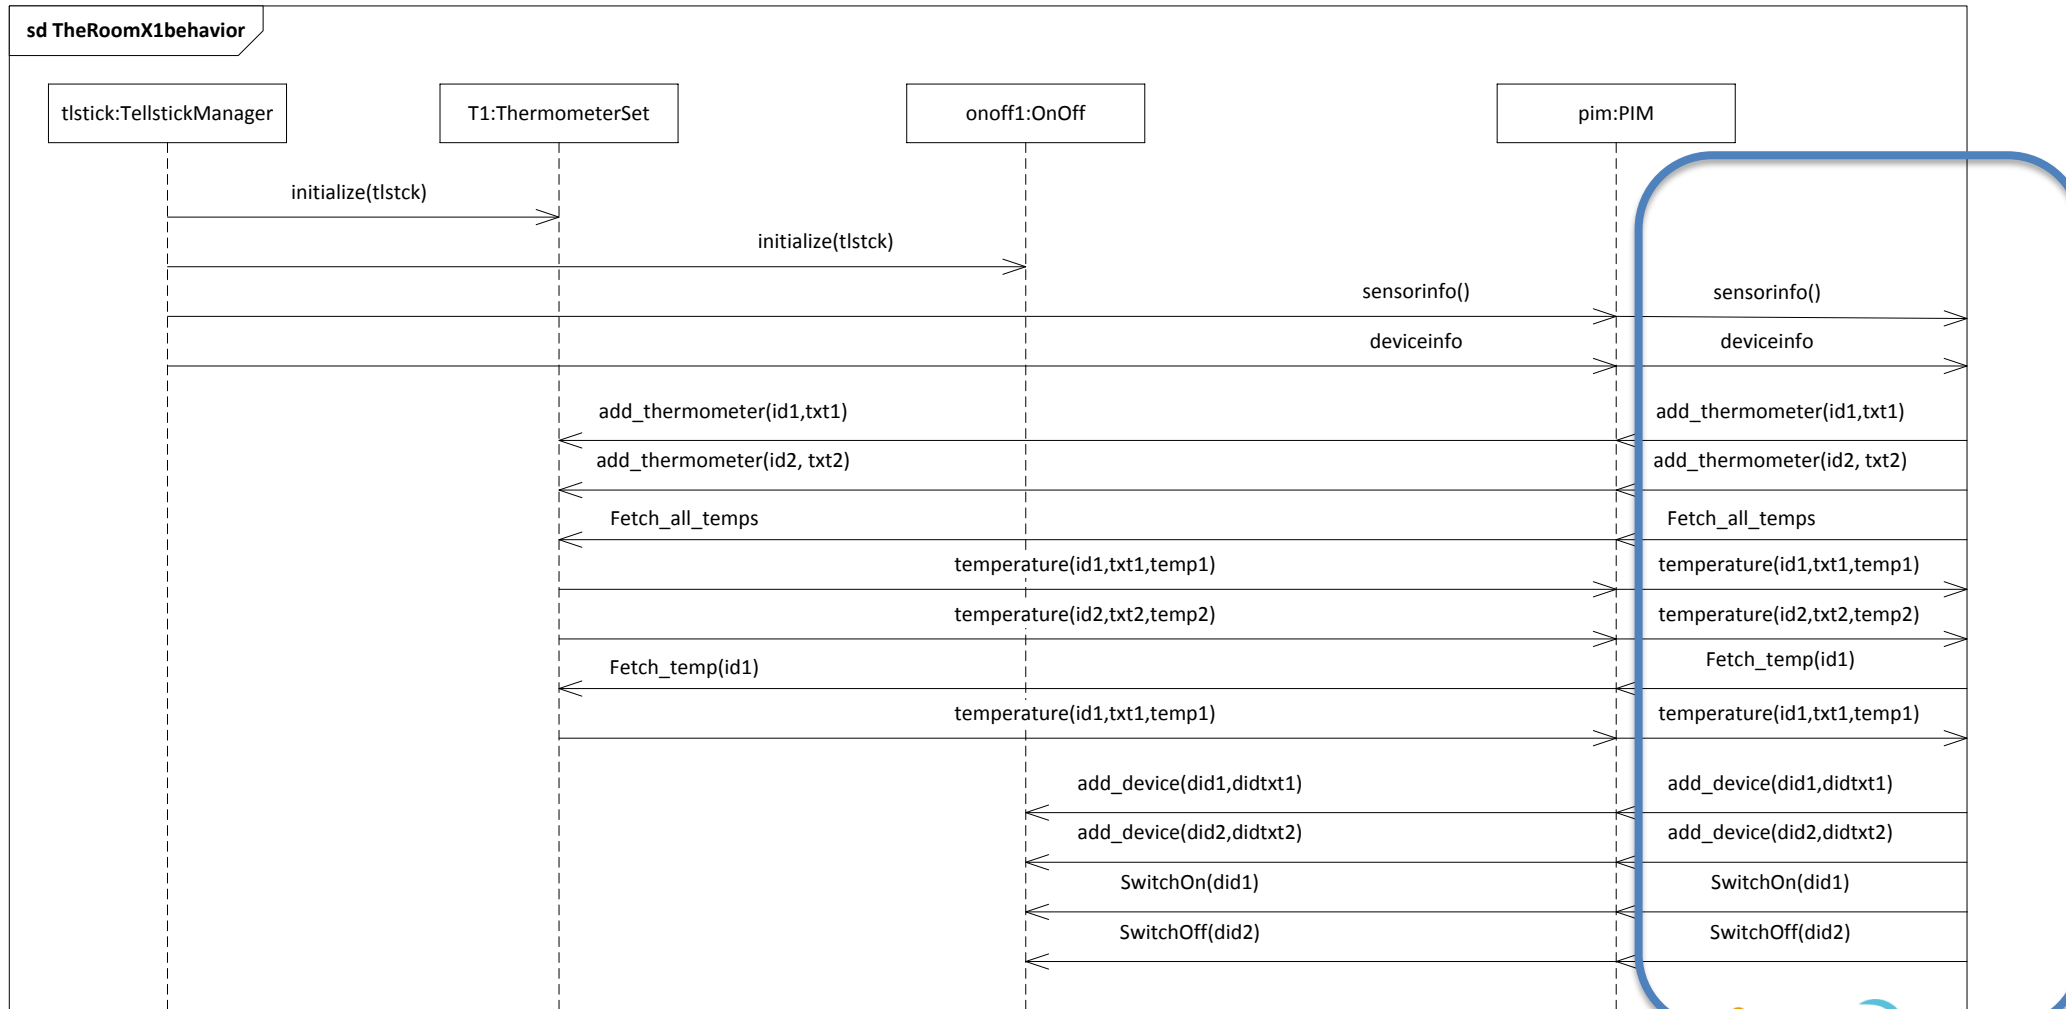 sd TheRoomX1behavior
tlstick:TellstickManager
T1:ThermometerSet
onoff1:OnOff
pim:PIM
initialize(tlstck)
initialize(tlstck)
sensorinfo()
sensorinfo()
deviceinfo
deviceinfo
add_thermometer(id1,txt1)
add_thermometer(id1,txt1)
add_thermometer(id2, txt2)
add_thermometer(id2, txt2)
Fetch_all_temps
Fetch_all_temps
temperature(id1,txt1,temp1)
temperature(id1,txt1,temp1)
temperature(id2,txt2,temp2)
temperature(id2,txt2,temp2)
Fetch_temp(id1)
Fetch_temp(id1)
temperature(id1,txt1,temp1)
temperature(id1,txt1,temp1)
add_device(did1,didtxt1)
add_device(did1,didtxt1)
add_device(did2,didtxt2)
add_device(did2,didtxt2)
SwitchOn(did1)
SwitchOn(did1)
SwitchOff(did2)
SwitchOff(did2)